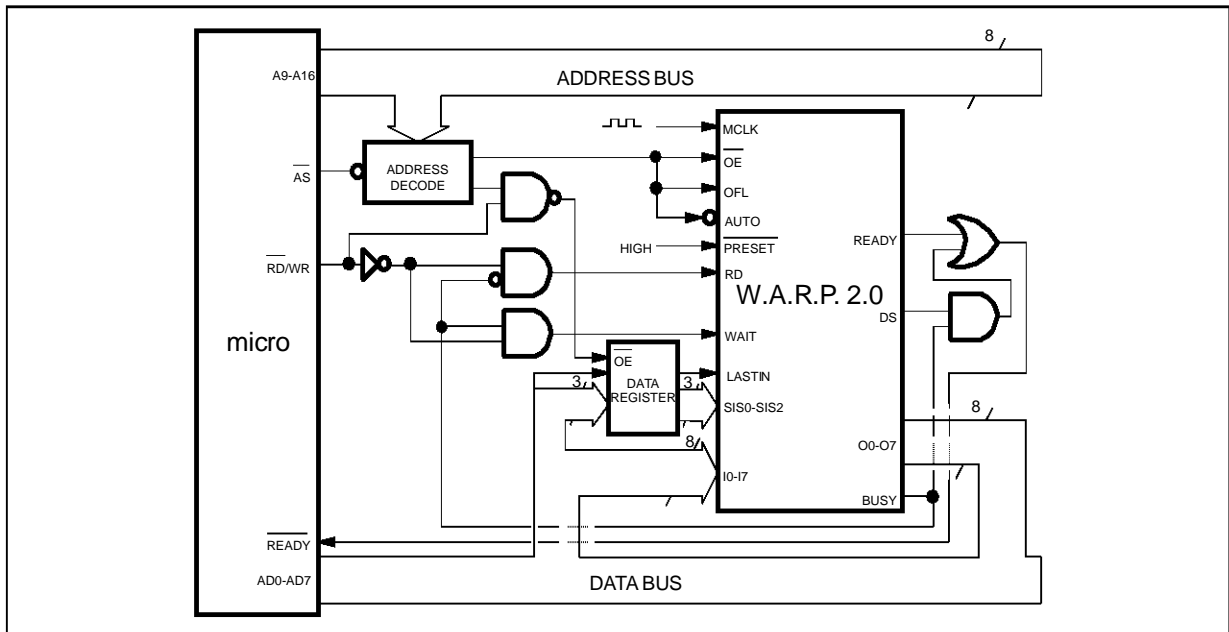 8
A9-A16
ADDRESS BUS
MCLK
OE
ADDRESS
DECODE
AS
OFL
AUTO
READY
HIGH
PRESET
RD/WR
RD
W.A.R.P. 2.0
DS
micro
WAIT
OE
LASTIN
3
DATA
REGISTER
3
SIS0-SIS2
8
8
O0-O7
I0-I7
BUSY
READY
AD0-AD7
DATA BUS